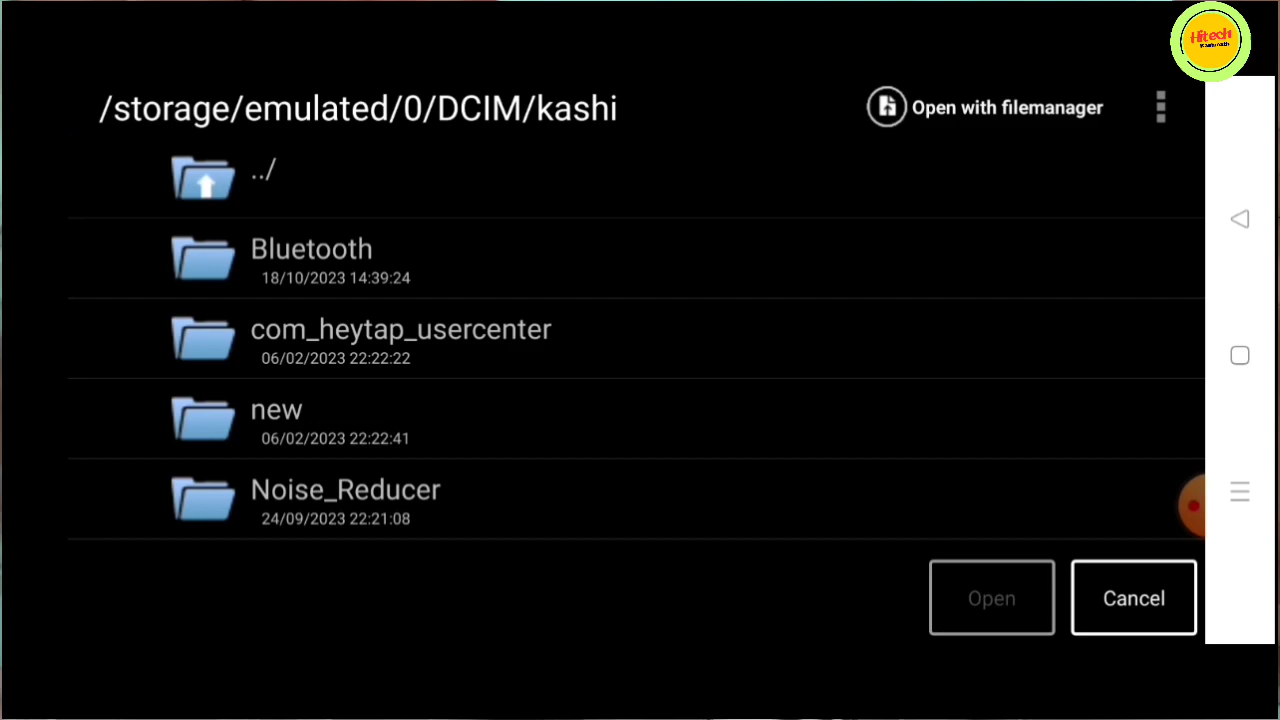 Hitech
/storage/emulated/0/DCIM/kashi
Open with filemanager
../
Bluetooth
18/10/2023 14:39:24
com_heytap_usercenter
06/02/2023 22:22:22
new
06/02/2023 22:22:41
Noise_Reducer
24/09/2023 22:21:08
Open
Cancel